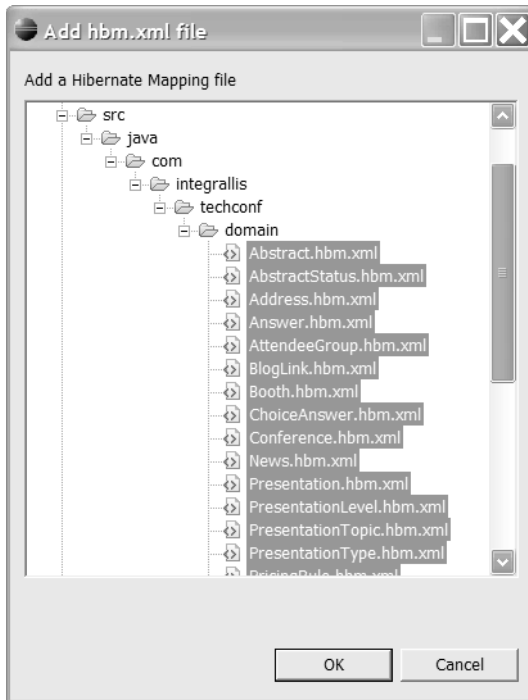 Add hbm.xml file
Add a Hibernate Mapping file
src
java
com
integrallis
techconf
domain
Abstract.hbm.xml
AbstractStatus.hbm.xml
Address.hbm.xml
Answer.hbm.xml
AttendeeGroup.hbm.xml
BlogLink.hbm.xml
Booth.hbm.xml
ChoiceAnswer.hbm.xml
Conference.hbm.xml
News.hbm.xml
Presentation.hbm.xml
PresentationLevel.hbm.xml
PresentationTopic.hbm.xml
PresentationType.hbm.xml
PricingRule.hbm.xml
OK Cancel